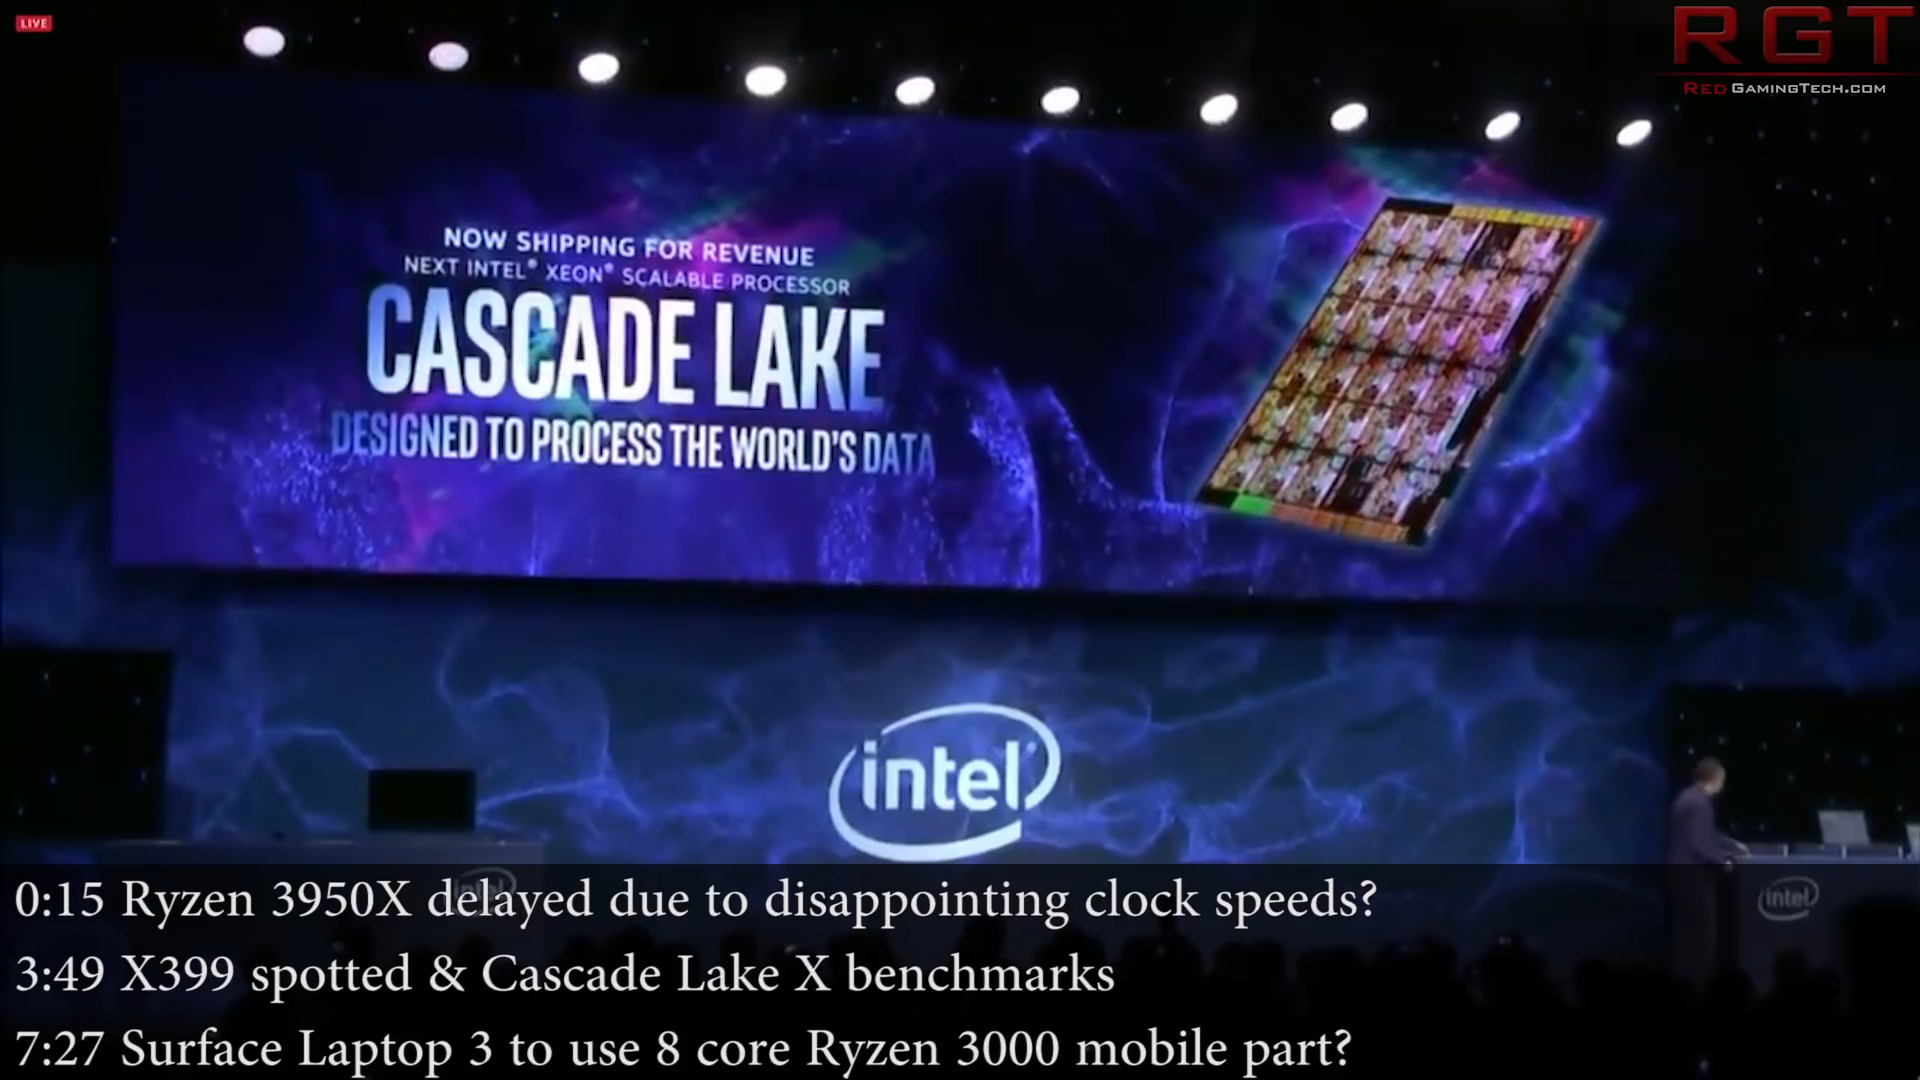 LIVE
RGT
RedGamingTech.com
NOW SHIPPING FOR REVENUE
NEXT INTEL® XEON® SCALABLE PROCESSOR
CASCADE LAKE
DESIGNED TO PROCESS THE WORLD'S DATA
intel
intel
intel
0:15 Ryzen 3950X delayed due to disappointing clock speeds?
3:49 X399 spotted & Cascade Lake X benchmarks
7:27 Surface Laptop 3 to use 8 core Ryzen 3000 mobile part?